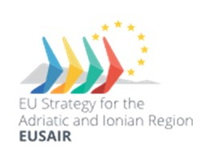 EU Strategy for the
Adriatic and Ionian Region
EUSAIR